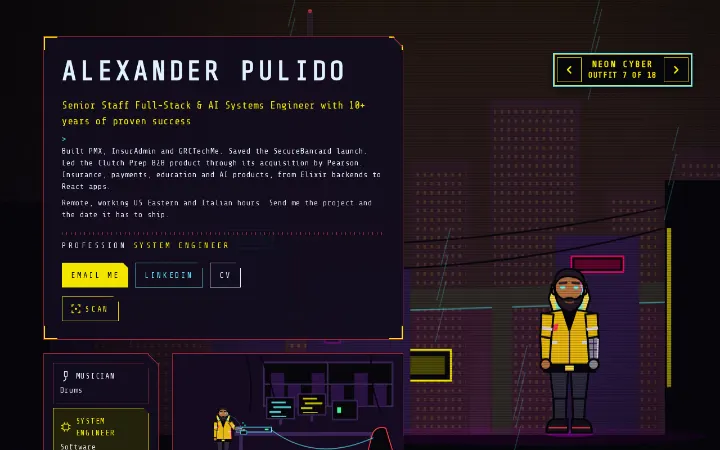 ALEXANDER PULIDO
Senior Staff Full-Stack & AI Systems Engineer with 10+
years of proven success
>
Built PMX, InsurAdmin and GRCTechMe. Saved the SecureBancard launch.
Led the Clutch Prep B2B product through its acquisition by Pearson.
Insurance, payments, education and AI products, from Elixir backends to
React apps.
Remote, working US Eastern and Italian hours. Send me the project and
the date it has to ship.
PROFESSION SYSTEM ENGINEER
EMAIL ME
LINKEDIN
CV
SCAN
NEON CYBER
OUTFIT 7 OF 18
MUSICIAN
Drums
SYSTEM
ENGINEER
Software